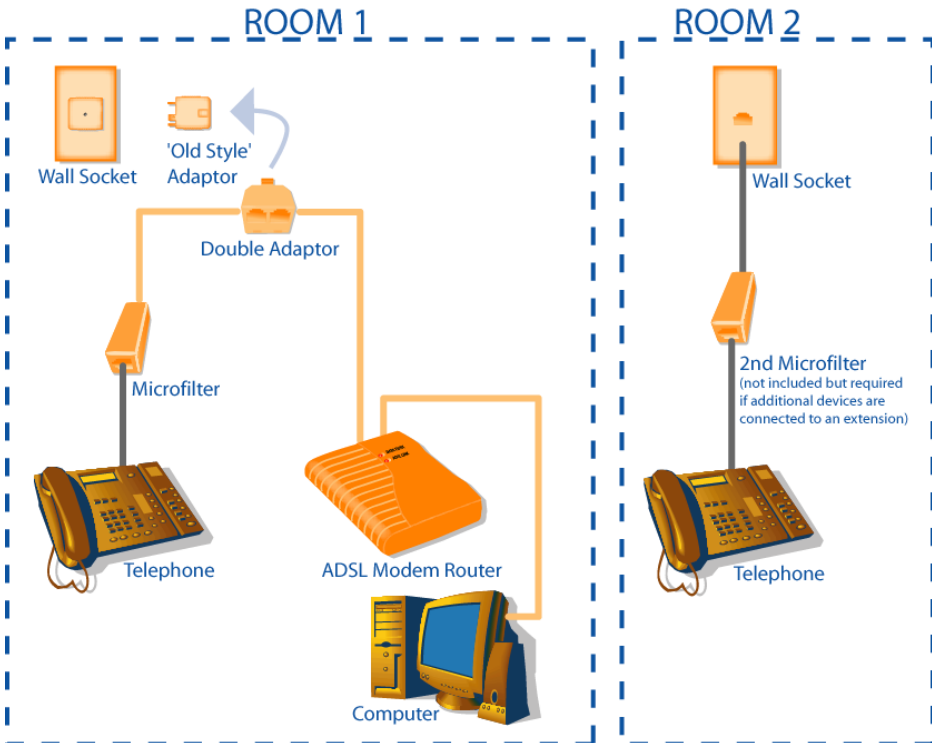 ROOM 1
ROOM 2
Wall Socket
'Old Style'
Adaptor
Double Adaptor
Microfilter
Telephone
ADSL Modem Router
Computer
Wall Socket
2nd Microfilter
(not included but required
if additional devices are
connected to an extension)
Telephone